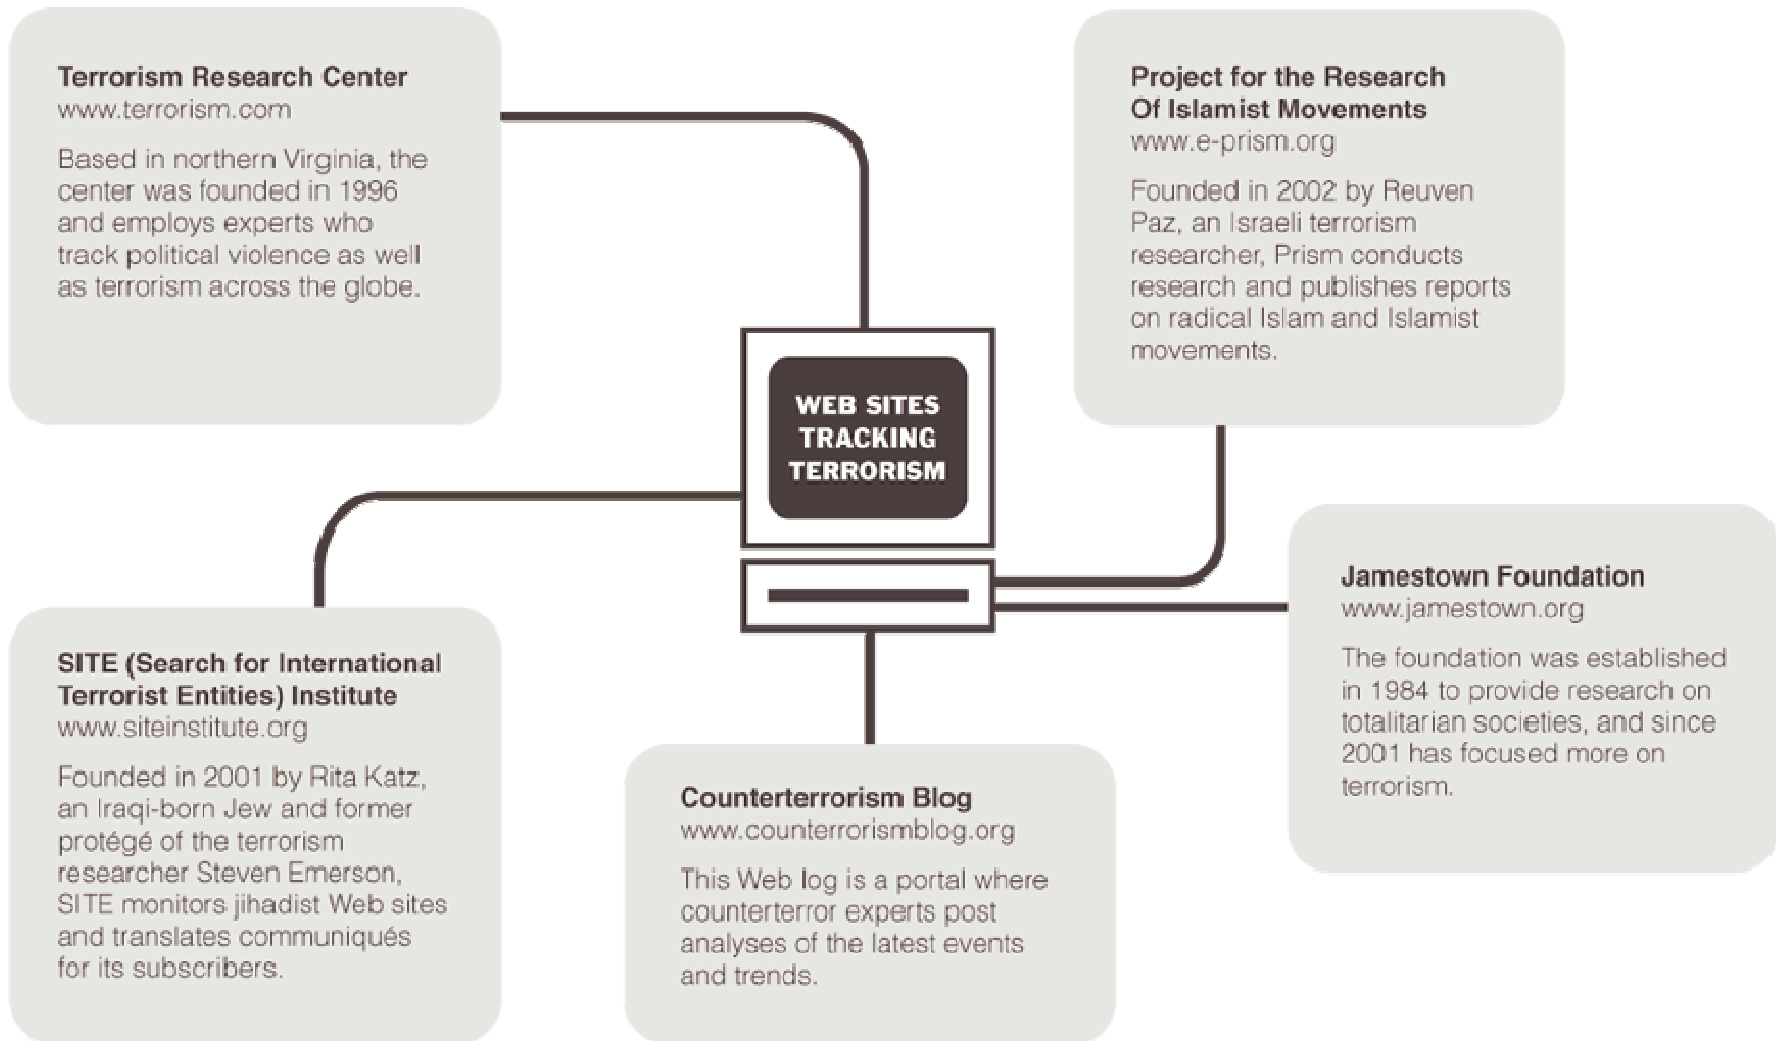 Terrorism Research Center
www.terrorism.com
Based in northern Virginia, the
center was founded in 1996
and employs experts who
track political violence as well
as terrorism across the globe.
Project for the Research
Of Islamist Movements
www.e-prism.org
Founded in 2002 by Reuven
Paz, an Israeli terrorism
researcher, Prism conducts
research and publishes reports
on radical Islam and Islamist
movements.
WEB SITES
TRACKING
TERRORISM
SITE (Search for International
Terrorist Entities) Institute
www.siteinstitute.org
Founded in 2001 by Rita Katz,
an Iraqi-born Jew and former
protégé of the terrorism
researcher Steven Emerson,
SITE monitors jihadist Web sites
and translates communiqués
for its subscribers.
Counterterrorism Blog
www.counterrorismblog.org
This Web log is a portal where
counterterror experts post
analyses of the latest events
and trends.
Jamestown Foundation
www.jamestown.org
The foundation was established
in 1984 to provide research on
totalitarian societies, and since
2001 has focused more on
terrorism.